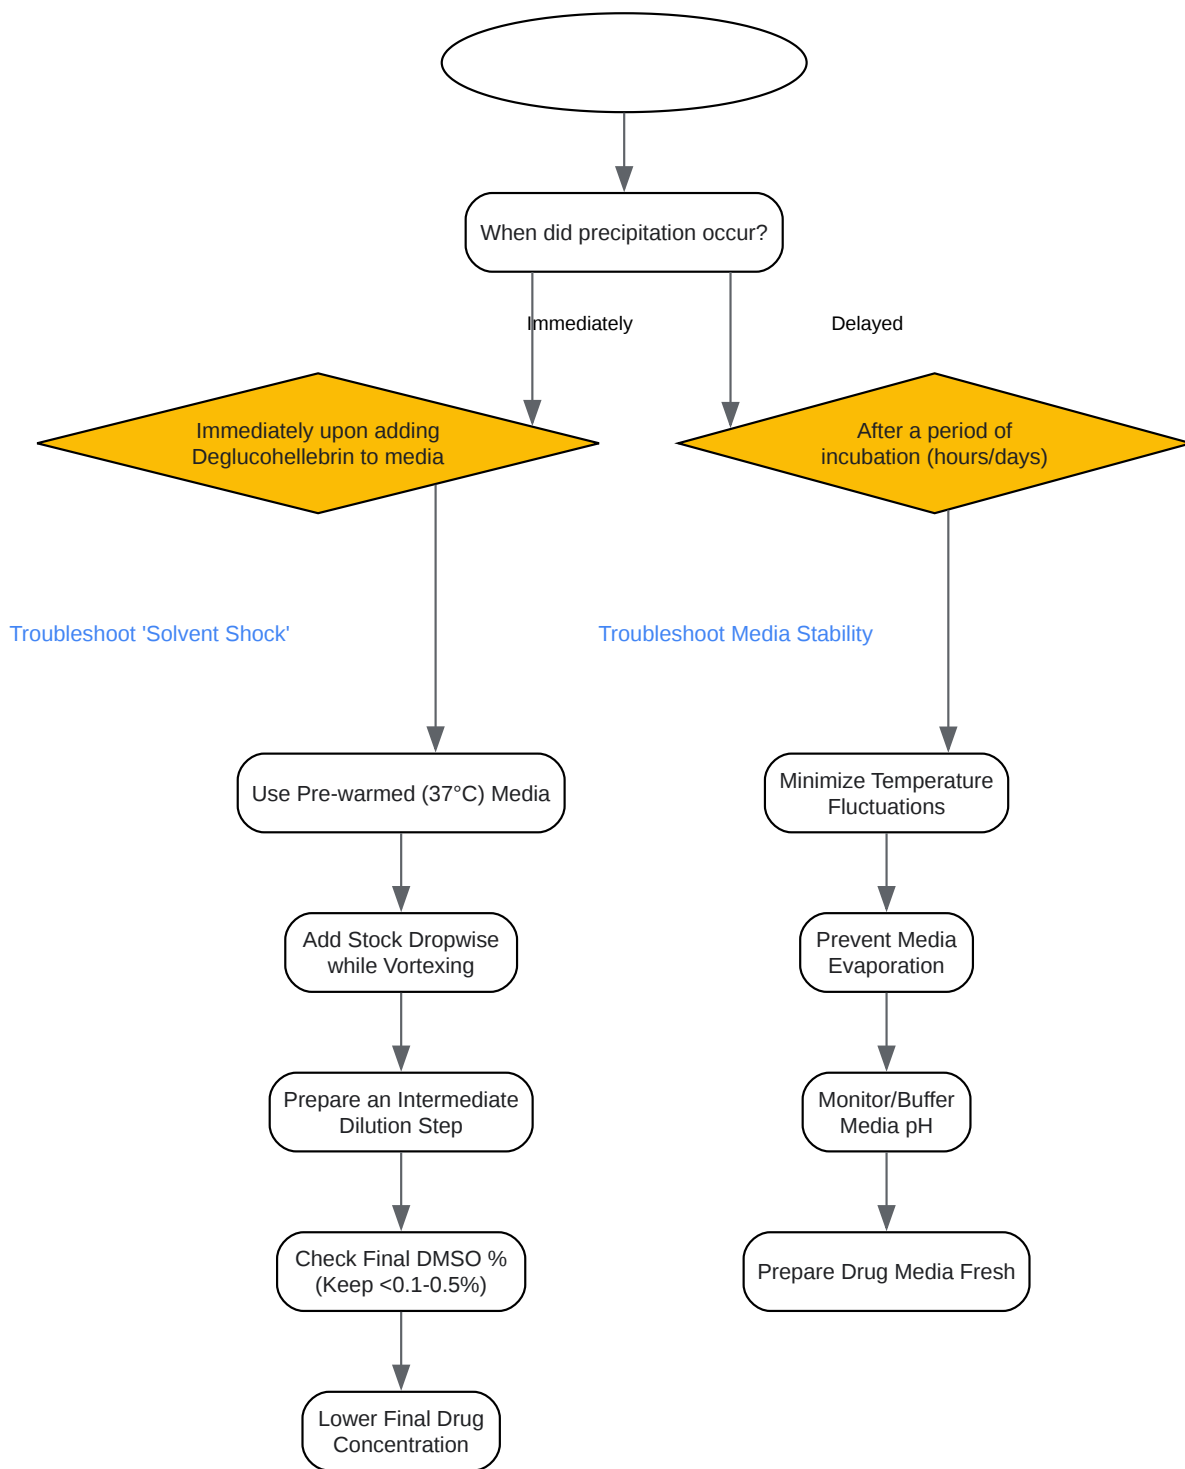 When did precipitation occur?
Immediately
Delayed
Immediately upon adding
Deglucohellebrin to media
After a period of
incubation (hours/days)
Troubleshoot 'Solvent Shock'
Troubleshoot Media Stability
Use Pre-warmed (37°C) Media
Minimize Temperature
Fluctuations
Add Stock Dropwise
while Vortexing
Prevent Media
Evaporation
Prepare an Intermediate
Dilution Step
Monitor/Buffer
Media pH
Check Final DMSO %
(Keep <0.1-0.5%)
Prepare Drug Media Fresh
Lower Final Drug
Concentration